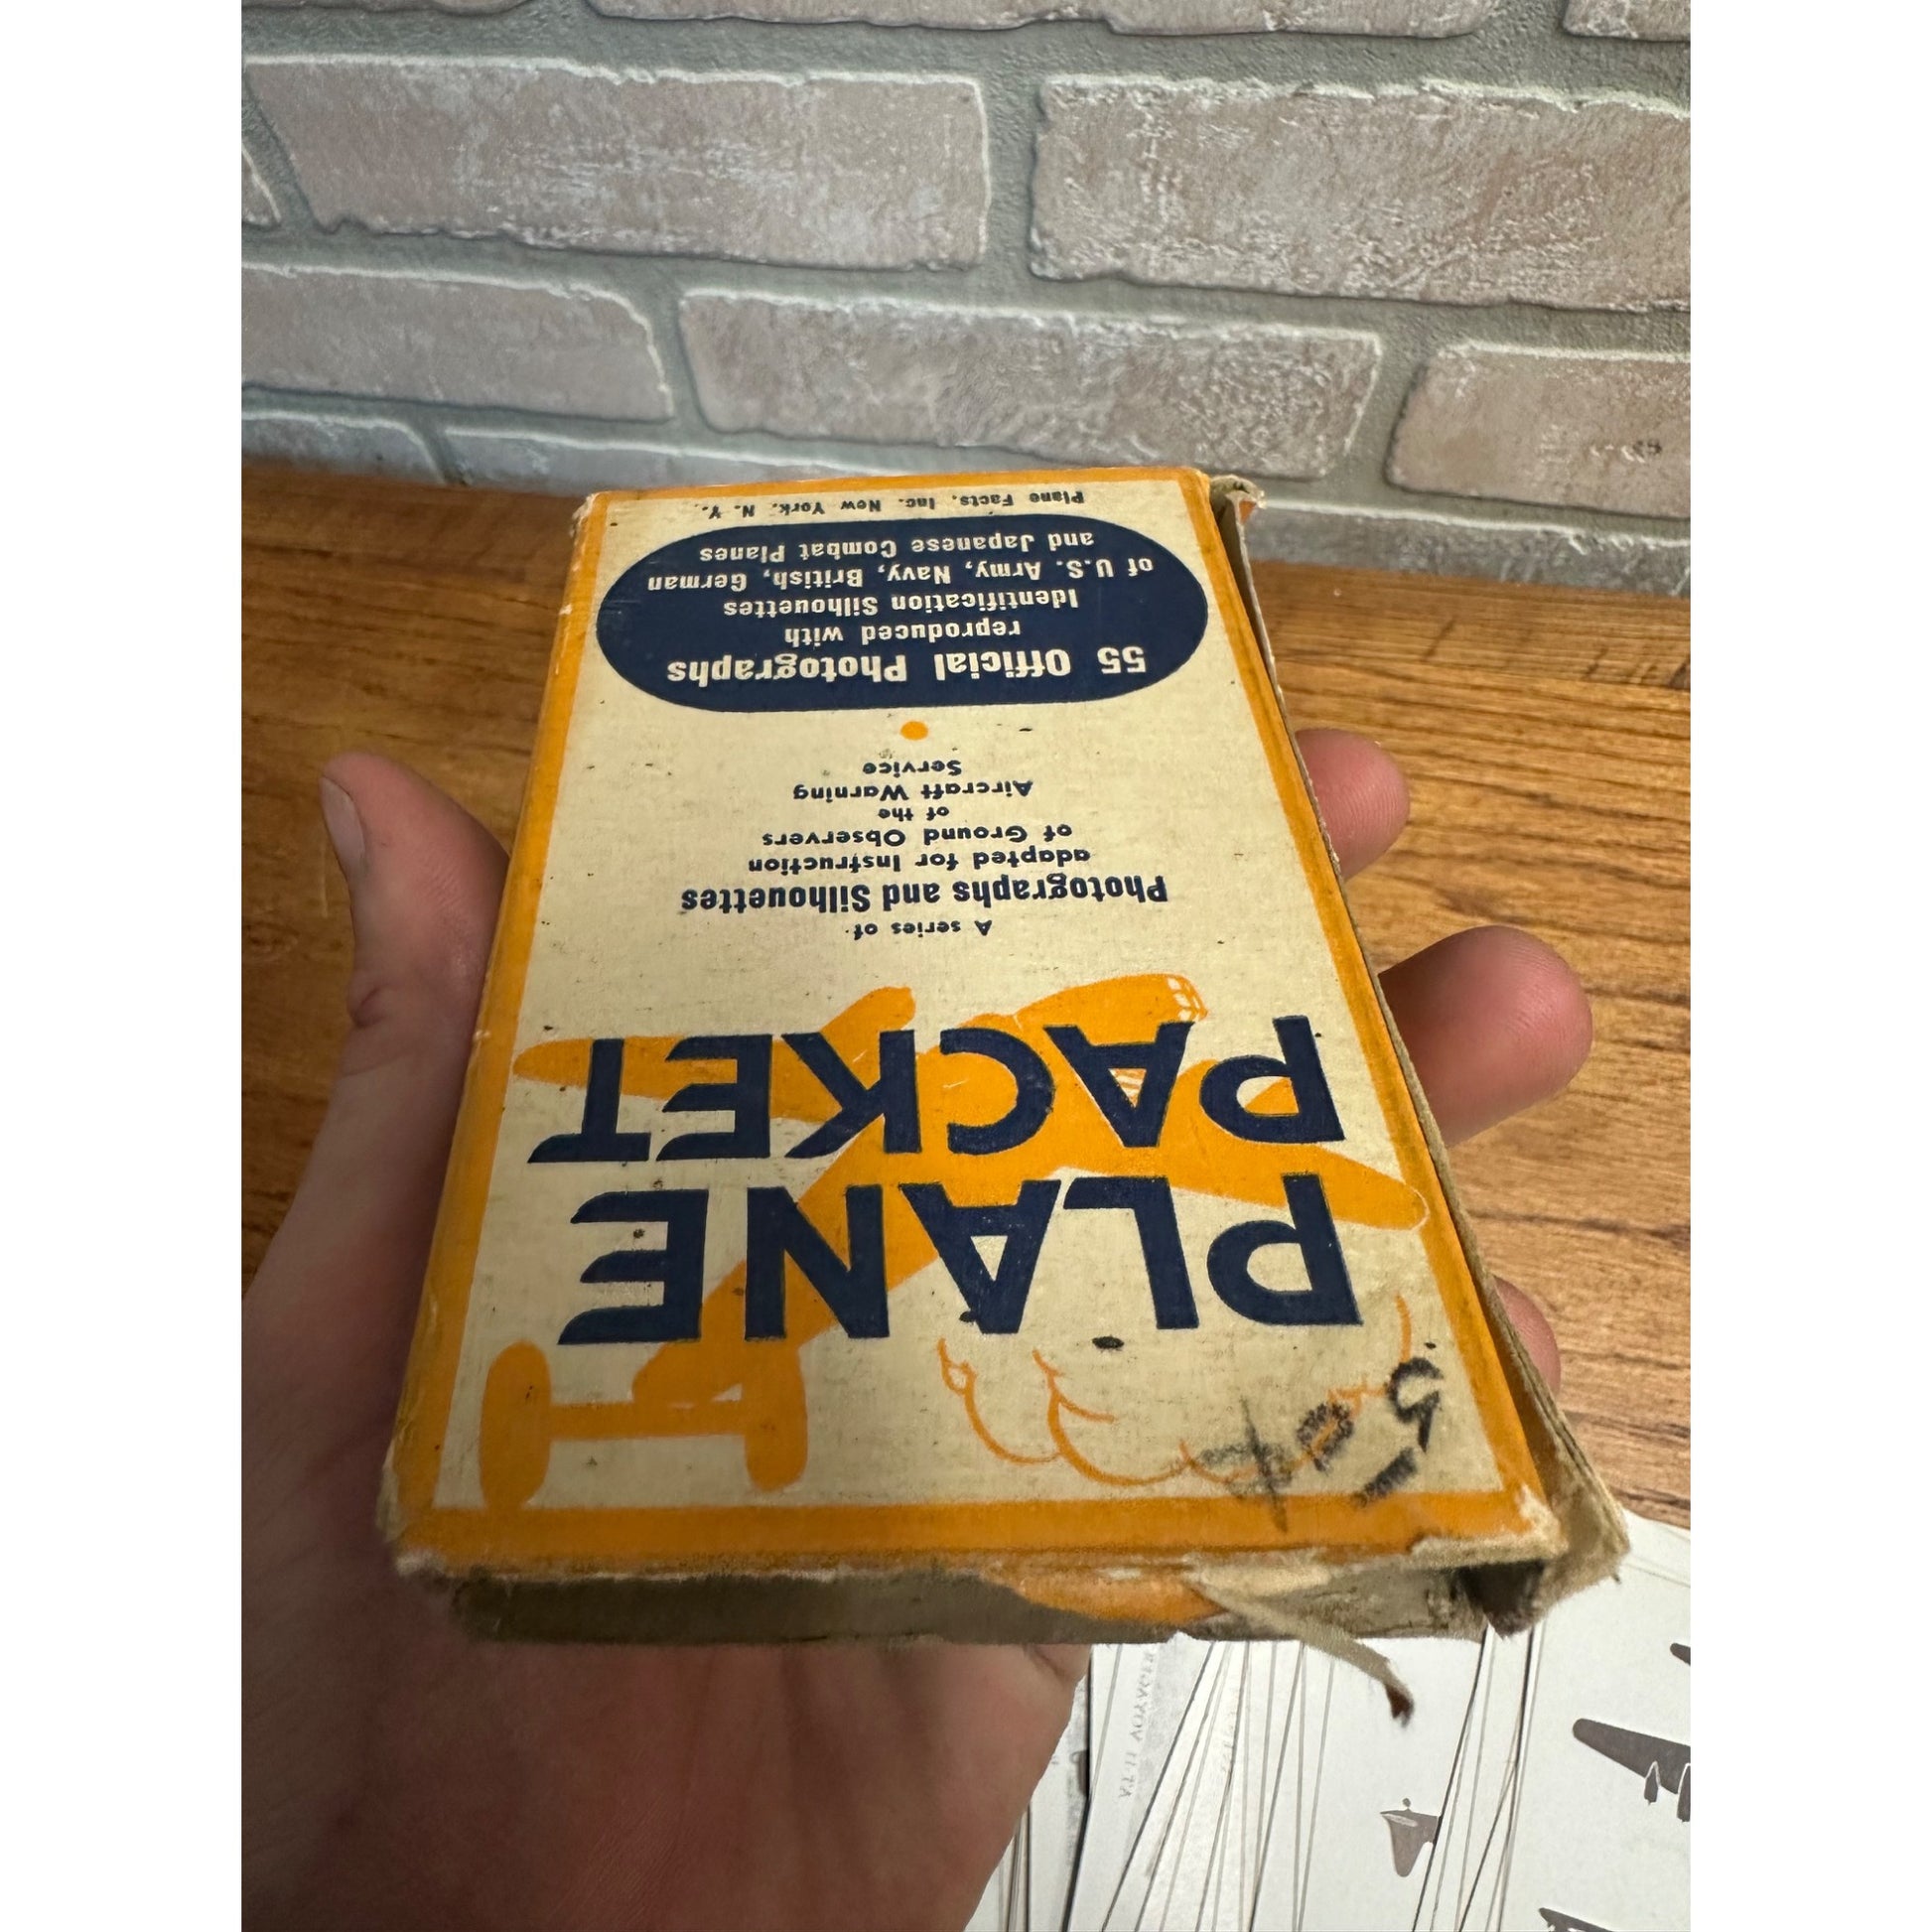 PLANE
PACKET
A series of
Photographs and Silhouettes
adapted for Instruction
of Ground Observers
of the
Aircraft Warning
Service
55 Official Photographs
reproduced with
Identification Silhouettes
of U.S. Army, Navy, British, German
and Japanese Combat Planes
Plane Facts, Inc. New York, N. Y.